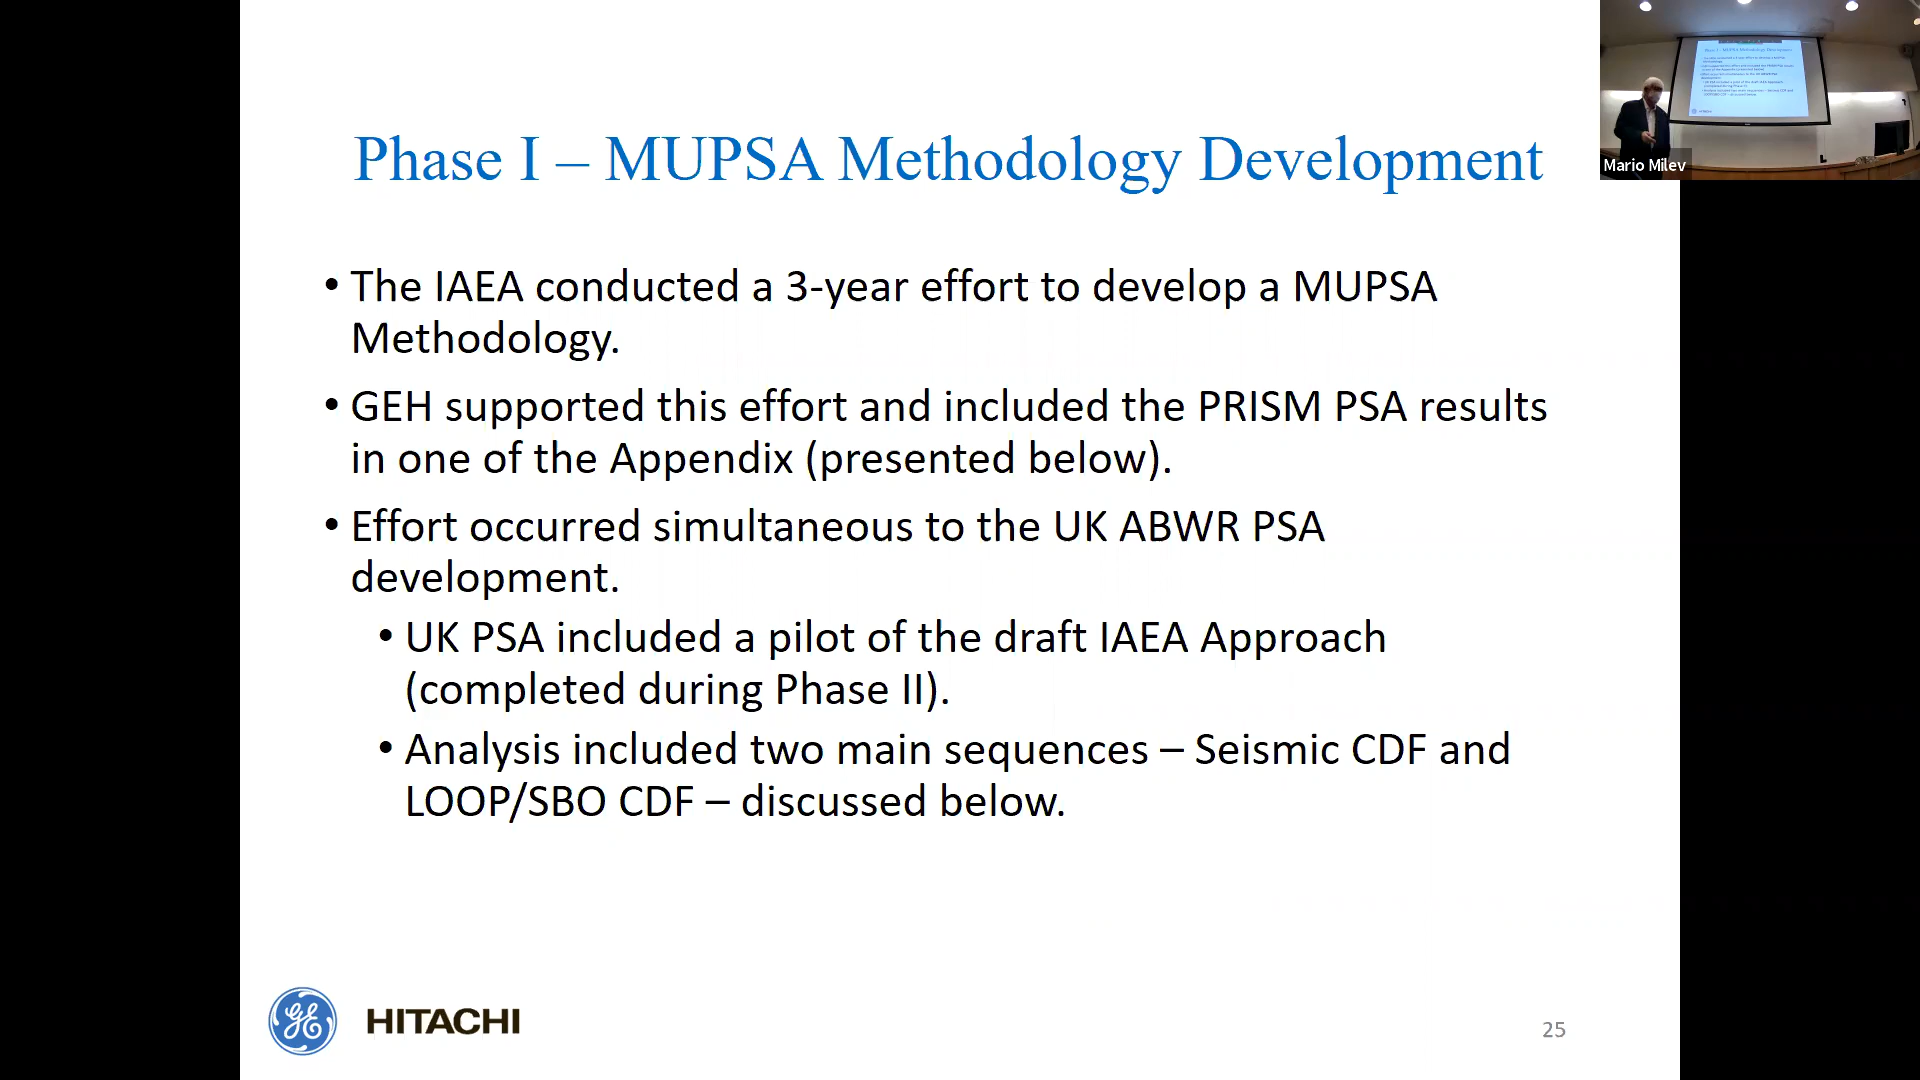 Phase I – MUPSA Methodology Development
• The IAEA conducted a 3-year effort to develop a MUPSA
Methodology.
• GEH supported this effort and included the PRISM PSA results
in one of the Appendix (presented below).
• Effort occurred simultaneous to the UK ABWR PSA
development.
• UK PSA included a pilot of the draft IAEA Approach
(completed during Phase II).
• Analysis included two main sequences – Seismic CDF and
LOOP/SBO CDF – discussed below.
GE HITACHI
25
Mario Milev